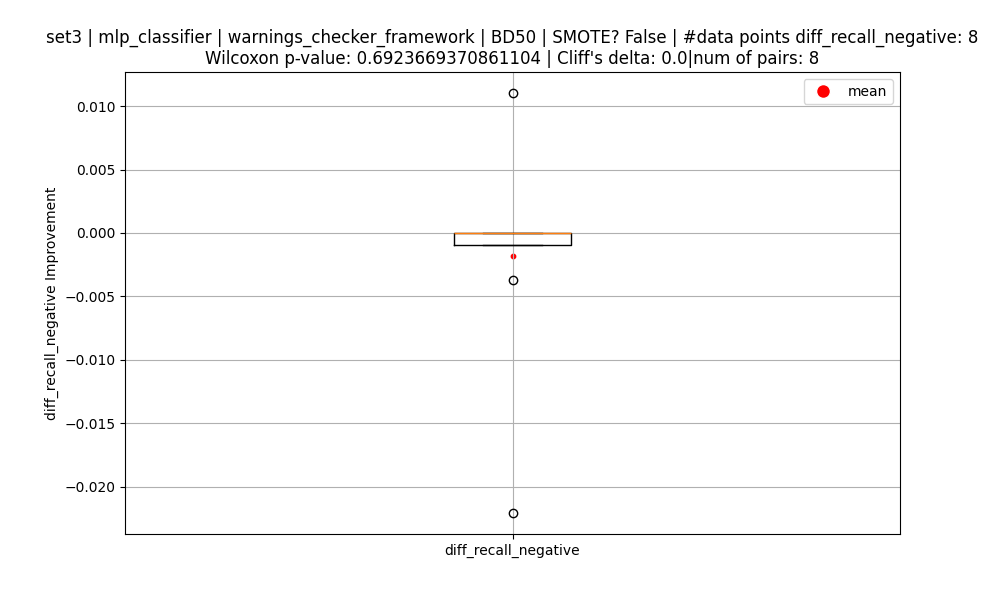 set3 | mlp_classifier | warnings_checker_framework | BD50 | SMOTE? False | #data points diff_recall_negative: 8
Wilcoxon p-value: 0.6923669370861104 | Cliff's delta: 0.0|num of pairs: 8
mean
0.010
0.005
0.000
−0.005
−0.010
−0.015
−0.020
diff_recall_negative Improvement
diff_recall_negative